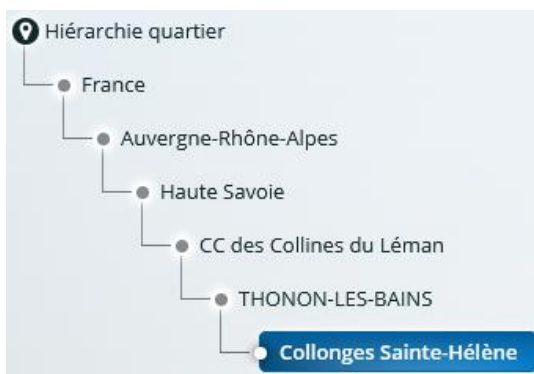 Hiérarchie quartier
France
Auvergne-Rhône-Alpes
Haute Savoie
CC des Collines du Léman
THONON-LES-BAINS
Collonges Sainte-Hélène